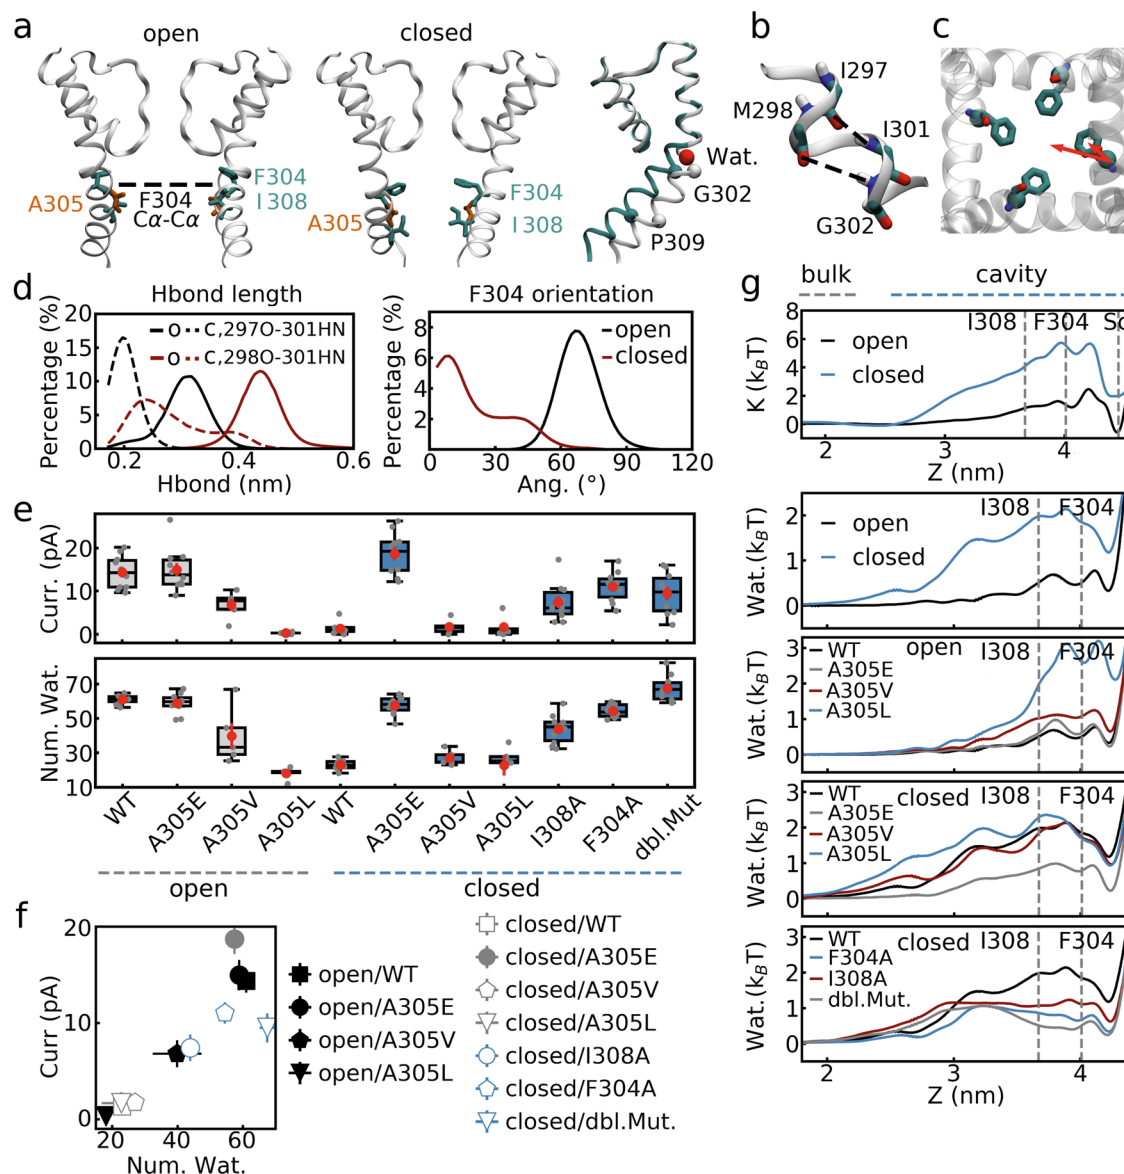 a
open
closed
A305
F304
Cα-Cα
F304
I308
A305
F304
I308
Wat.
G302
P309
b
I297
M298
I301
G302
c
d
Hbond length
20
15
10
5
0
Percentage (%)
O C,297O-301HN
O C,298O-301HN
0.2
0.4
0.6
Hbond (nm)
F304 orientation
8
6
4
2
0
Percentage (%)
open
closed
0
30
60
90
120
Ang. (°)
e
Curr. (pA)
20
10
0
Num. Wat.
70
50
30
10
WT
A305E
A305V
A305L
WT
A305E
A305V
A305L
I308A
F304A
dbl.Mut
open
closed
f
Curr (pA)
20
10
0
20
40
60
Num. Wat.
open/WT
open/A305E
open/A305V
open/A305L
closed/WT
closed/A305E
closed/A305V
closed/A305L
closed/I308A
closed/F304A
closed/dbl.Mut.
g
bulk
cavity
K (kBT)
8
6
4
2
0
I308
F304
Sc
open
closed
2
3
4
Z (nm)
Wat.(kBT)
2
1
0
I308
F304
open
closed
Wat.(kBT)
3
2
1
0
WT
A305E
A305V
A305L
open
I308
F304
Wat.(kBT)
3
2
1
0
WT
A305E
A305V
A305L
closed
I308
F304
Wat.(kBT)
3
2
1
0
WT
F304A
I308A
dbl.Mut.
closed
I308
F304
2
3
4
Z (nm)